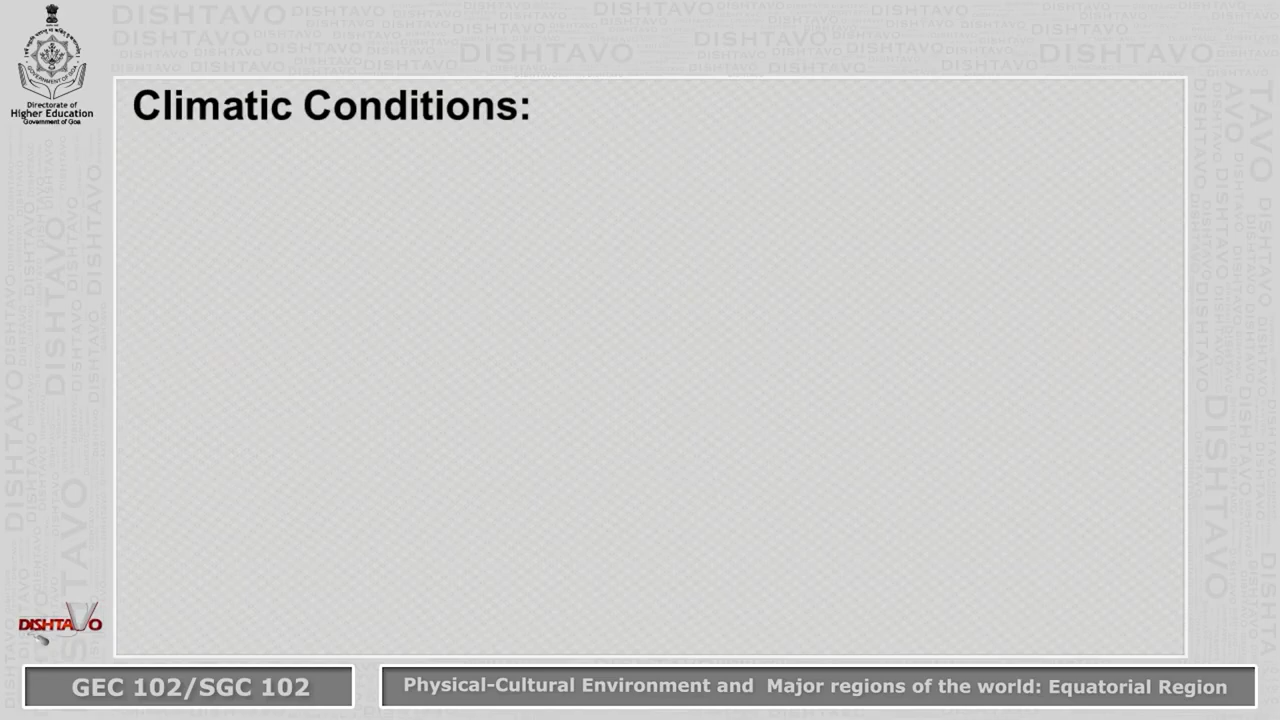 Directorate of
Higher Education
Government of Goa
Climatic Conditions:
DISHTAVO
GEC 102/SGC 102
Physical-Cultural Environment and Major regions of the world: Equatorial Region